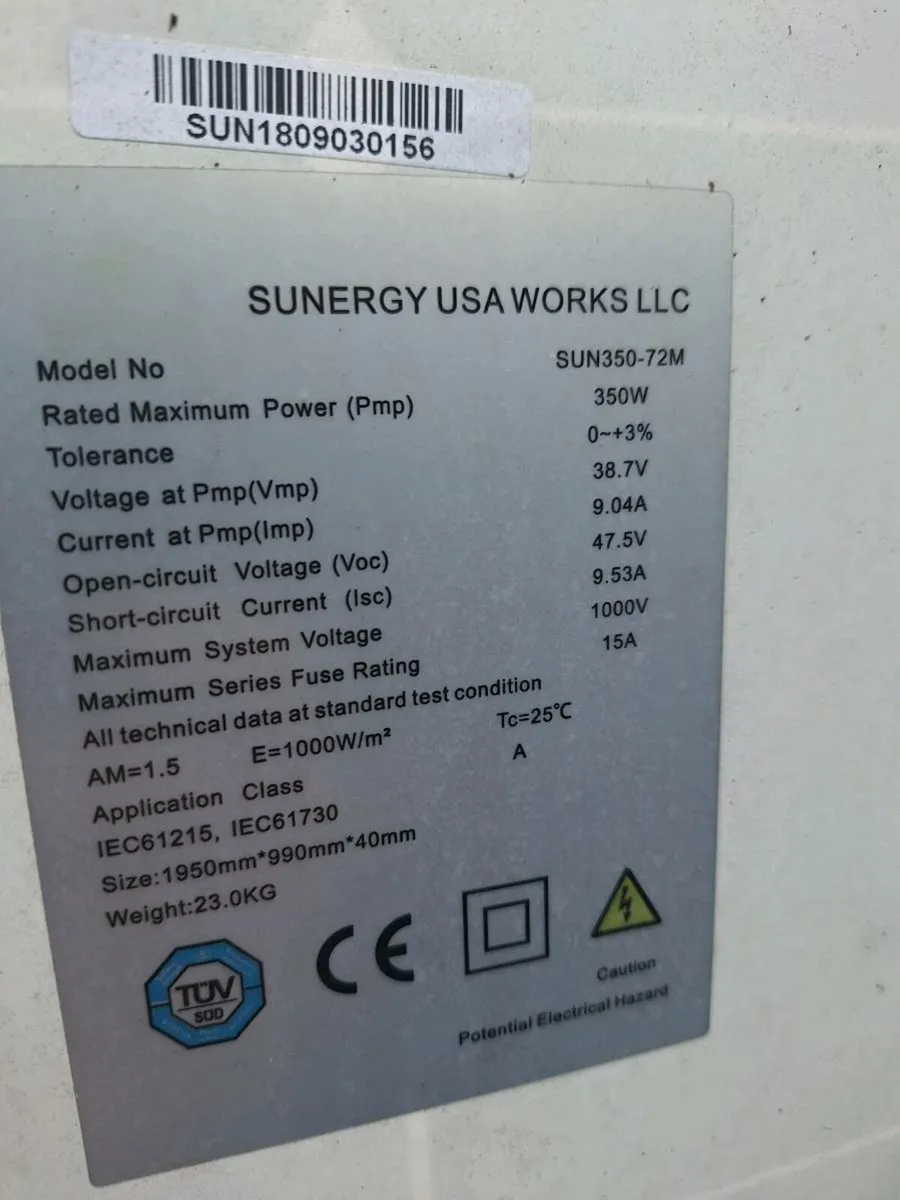 SUN1809030156
SUNERGY USA WORKS LLC
Model No SUN350-72M
Rated Maximum Power (Pmp) 350W
Tolerance 0~+3%
Voltage at Pmp(Vmp) 38.7V
Current at Pmp(Imp) 9.04A
Open-circuit Voltage (Voc) 47.5V
Short-circuit Current (Isc) 9.53A
Maximum System Voltage 1000V
Maximum Series Fuse Rating 15A
All technical data at standard test condition
AM=1.5 E=1000W/m² Tc=25℃
Application Class A
IEC61215, IEC61730
Size:1950mm*990mm*40mm
Weight:23.0KG
TÜV
SÜD
CE
Caution
Potential Electrical Hazard